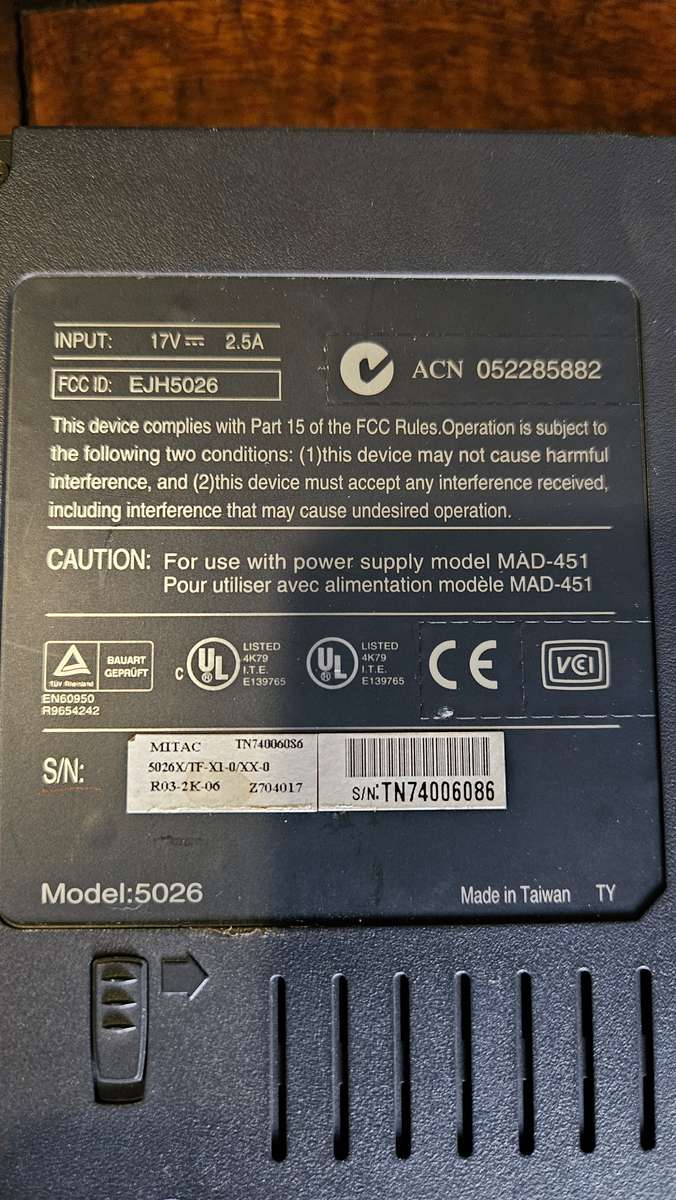 INPUT: 17V 2.5A
FCC ID: EJH5026
ACN 052285882
This device complies with Part 15 of the FCC Rules.Operation is subject to
the following two conditions: (1)this device may not cause harmful
interference, and (2)this device must accept any interference received,
including interference that may cause undesired operation.
CAUTION: For use with power supply model MAD-451
Pour utiliser avec alimentation modèle MAD-451
TÜV Rheinland
BAUART
GEPRÜFT
EN60950
R9654242
c UL ®
LISTED
4K79
I.T.E.
E139765
UL ®
LISTED
4K79
I.T.E.
E139765
CE
VCI
S/N:
MITAC TN74006086
5026X/TF-X1-0/XX-0
R03-2K-06 Z704017
S/N:TN74006086
Model:5026
Made in Taiwan TY